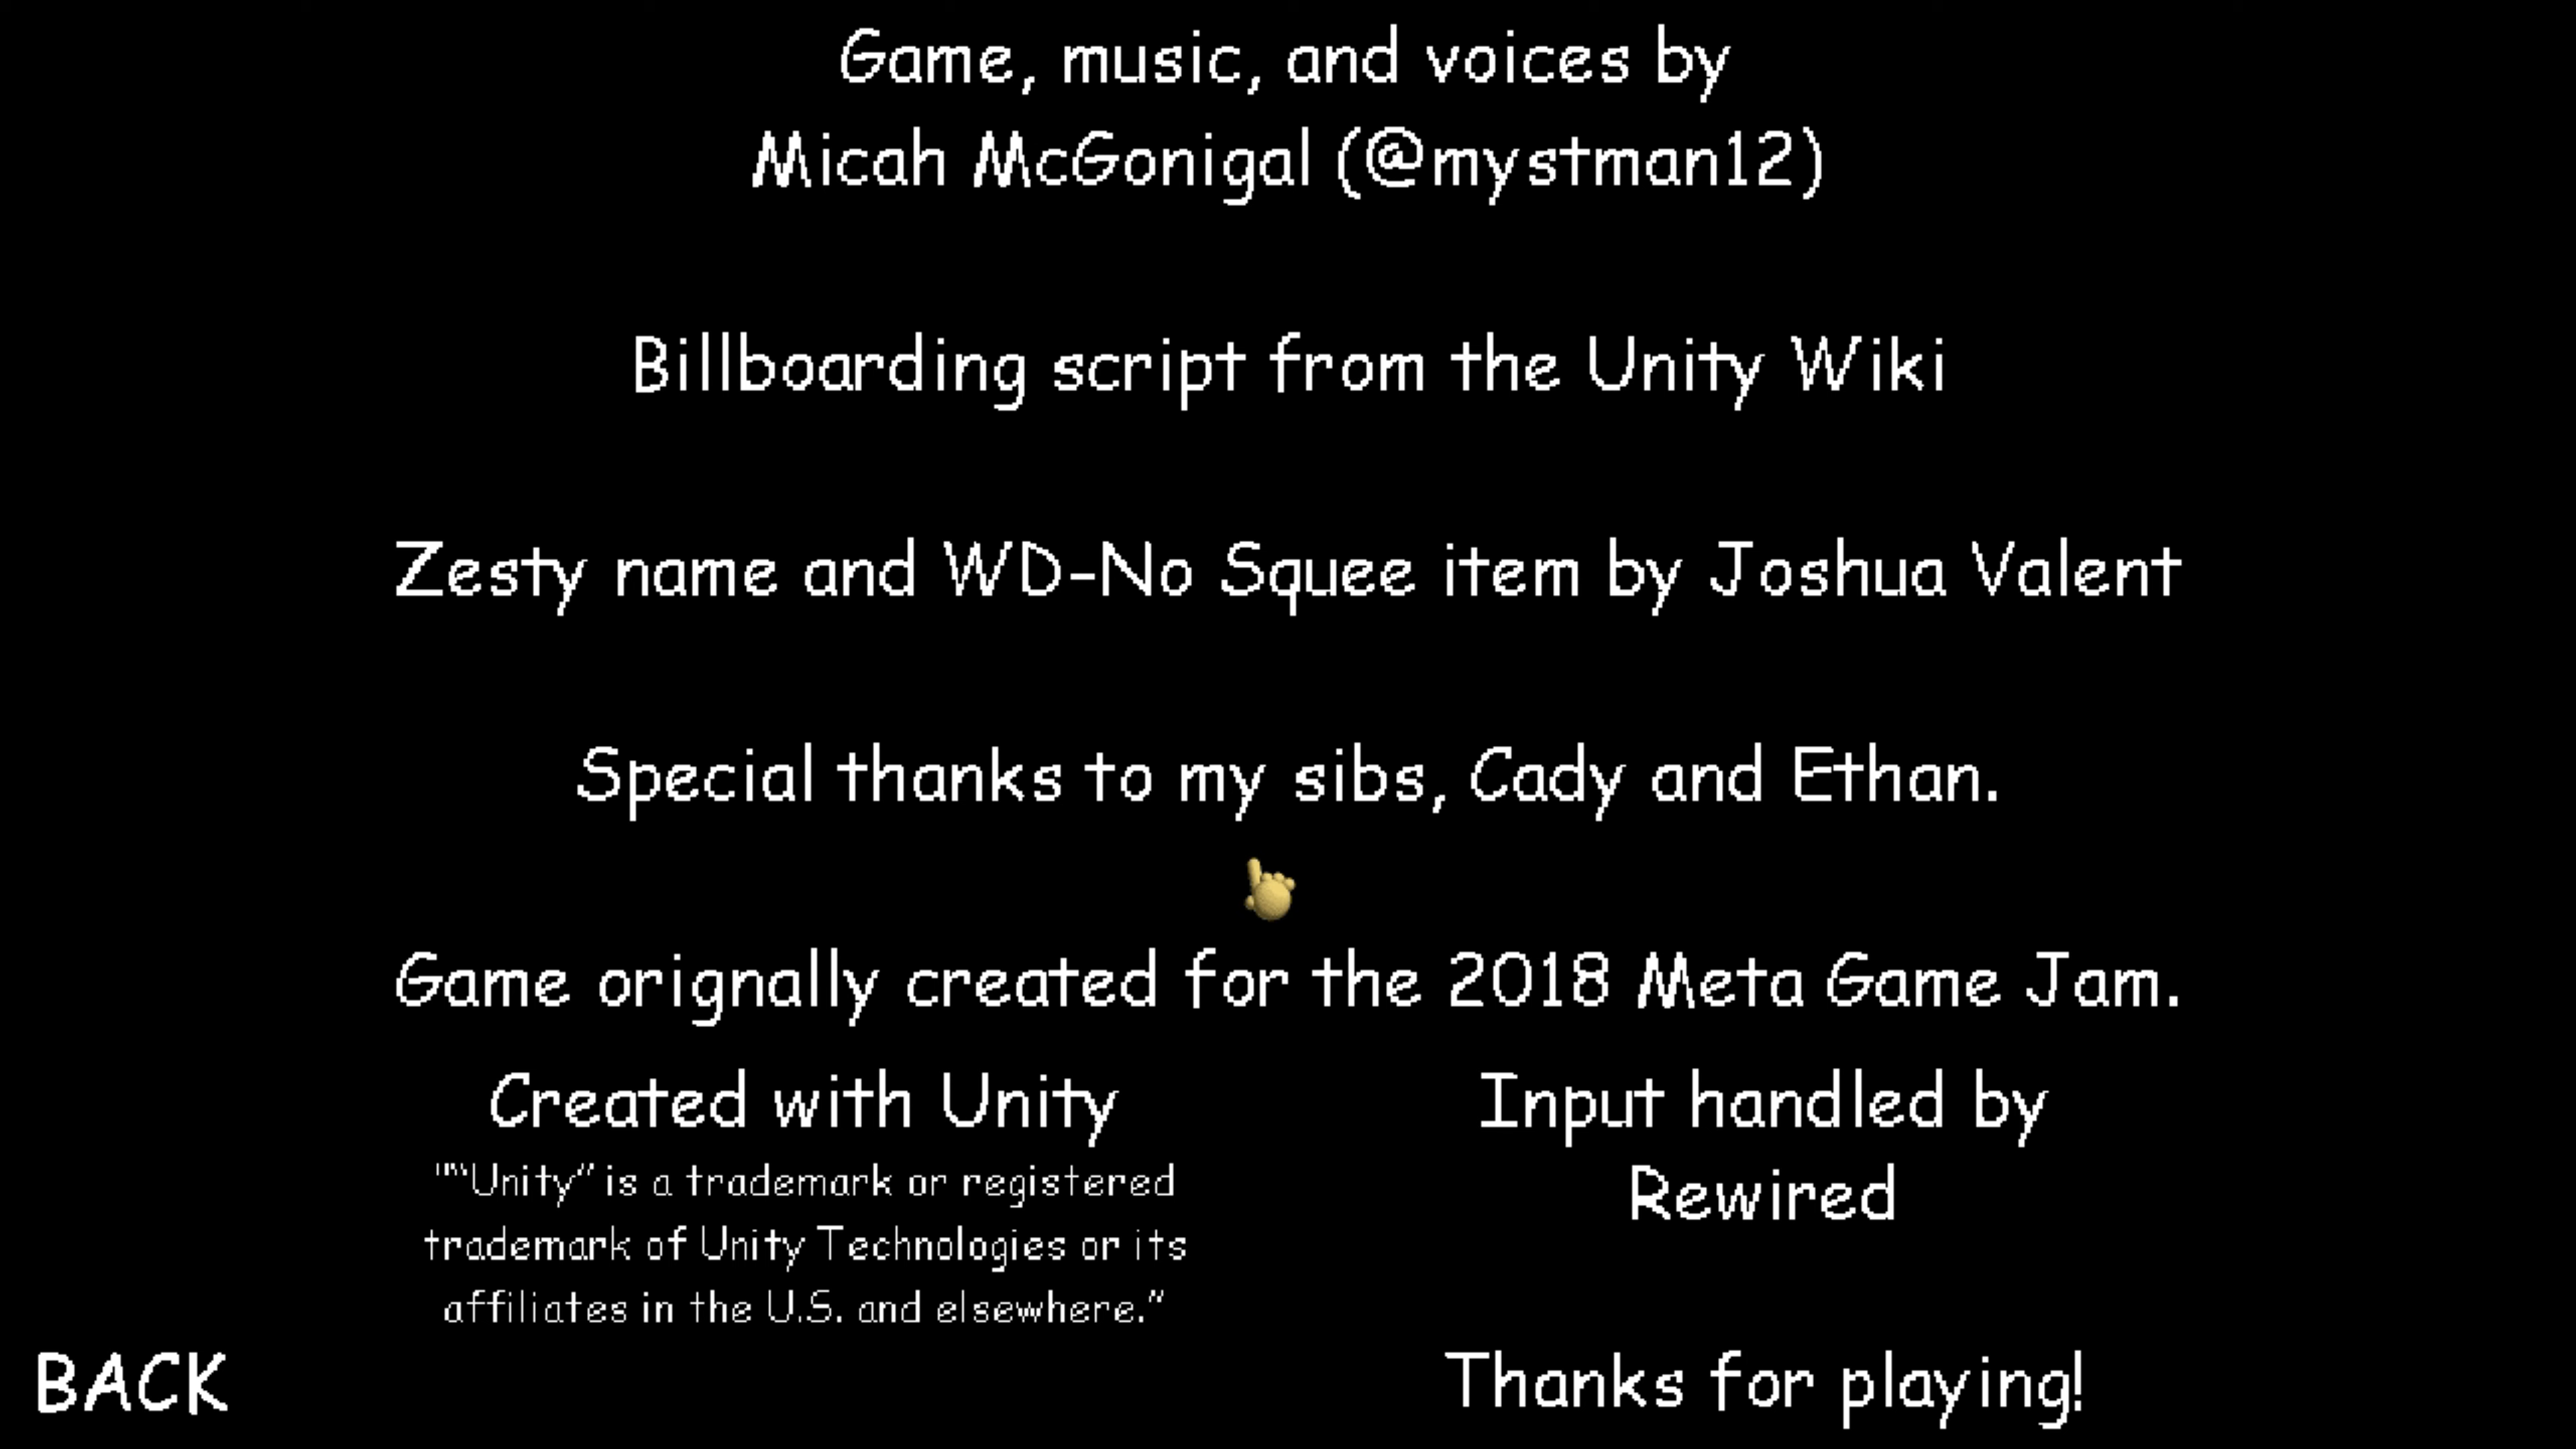 Game, music, and voices by
Micah McGonigal (@mystman12)
Billboarding script from the Unity Wiki
Zesty name and WD-No Squee item by Joshua Valent
Special thanks to my sibs, Cady and Ethan.
Game orignally created for the 2018 Meta Game Jam.
Created with Unity
"“‘Unity” is a trademark or registered
trademark of Unity Technologies or its
affiliates in the U.S. and elsewhere.”
Input handled by
Rewired
BACK
Thanks for playing!